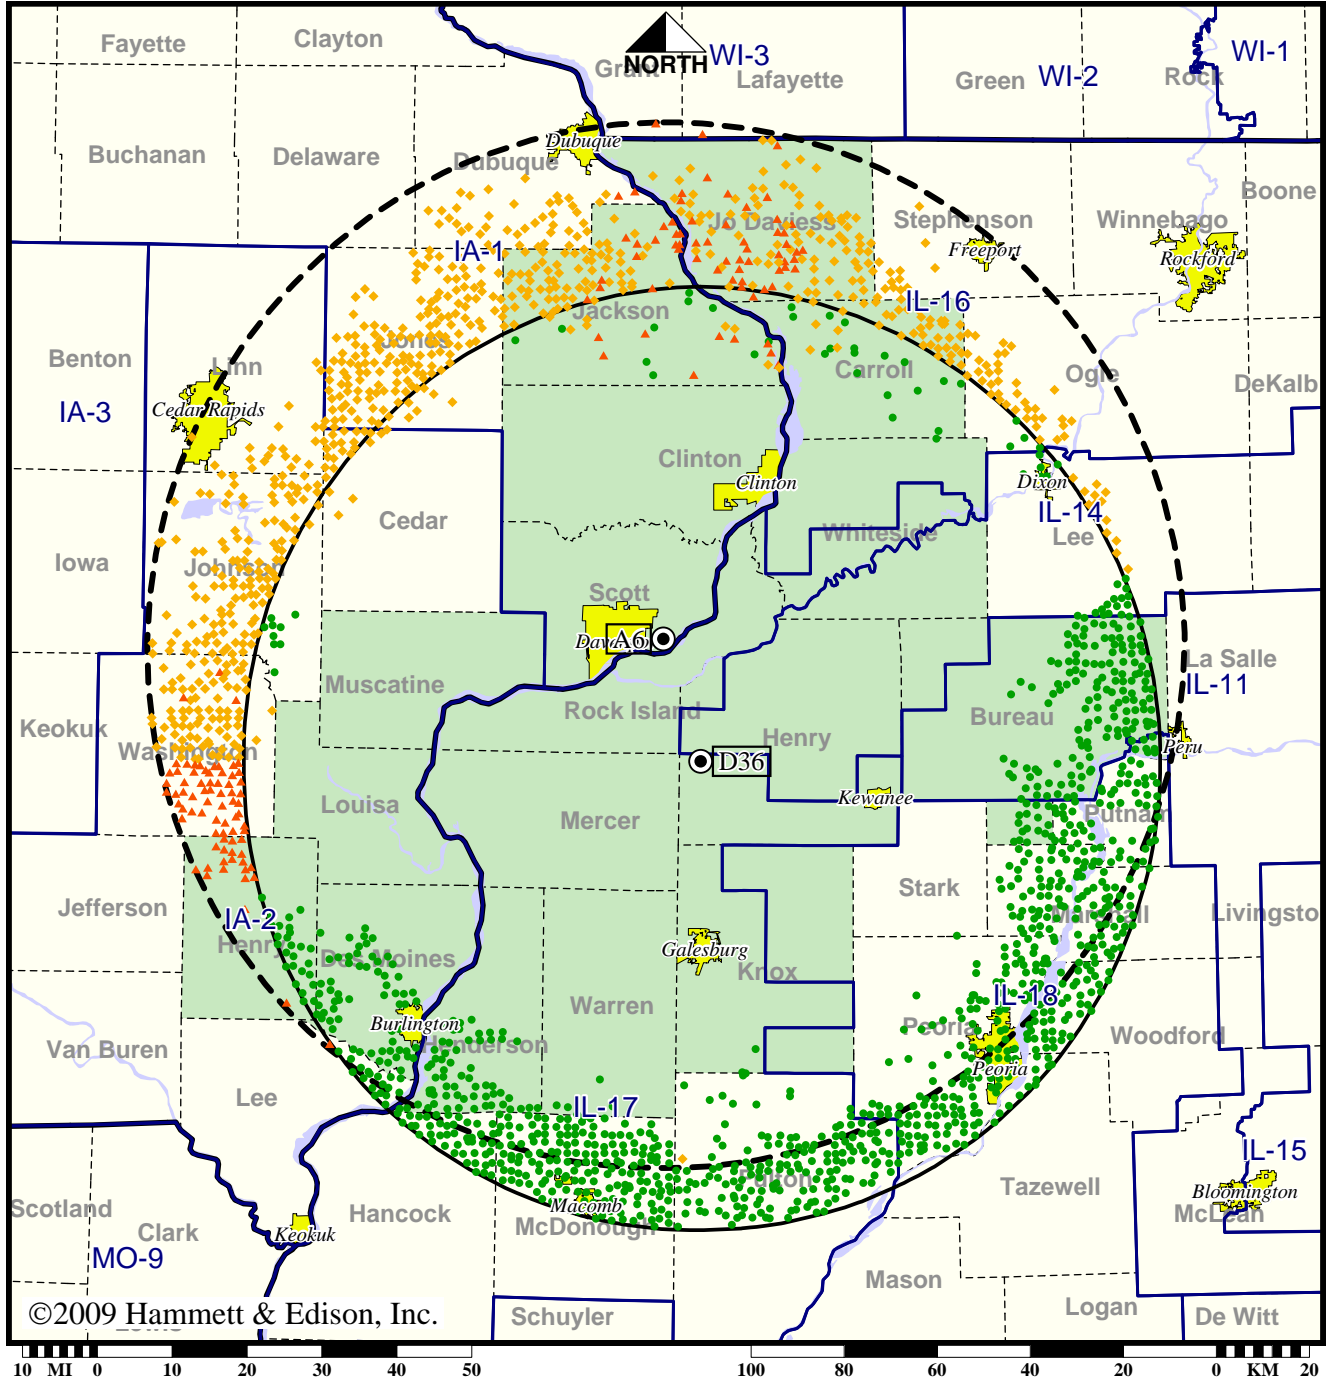 Fayette
Clayton
Grant
NORTH
WI-3
Lafayette
Green
WI-2
Rock
WI-1
Buchanan
Delaware
Dubuque
Dubuque
Boone
Jo Daviess
Stephenson
Freeport
Winnebago
Rockford
IA-1
IL-16
Jackson
Jones
Benton
Linn
Carroll
Ogle
DeKalb
IA-3
Cedar Rapids
Clinton
Clinton
Dixon
Cedar
IL-14
Lee
Whiteside
Iowa
Johnson
Scott
A6
Muscatine
La Salle
IL-11
Rock Island
Bureau
Keokuk
Washington
Henry
Peru
D36
Louisa
Kewanee
Mercer
Putnam
Stark
Jefferson
IA-2
Henry
Marshall
Livingsto
Des Moines
Galesburg
Knox
Warren
IL-18
Burlington
Peoria
Woodford
Van Buren
Henderson
Peoria
Lee
IL-17
IL-15
Fulton
Tazewell
Bloomington
McLean
Scotland
Clark
Hancock
Macomb
McDonough
Keokuk
MO-9
Mason
Logan
©2009 Hammett & Edison, Inc.
Schuyler
De Witt
10 MI 0 10 20 30 40 50
100 80 60 40 20 0 KM 20